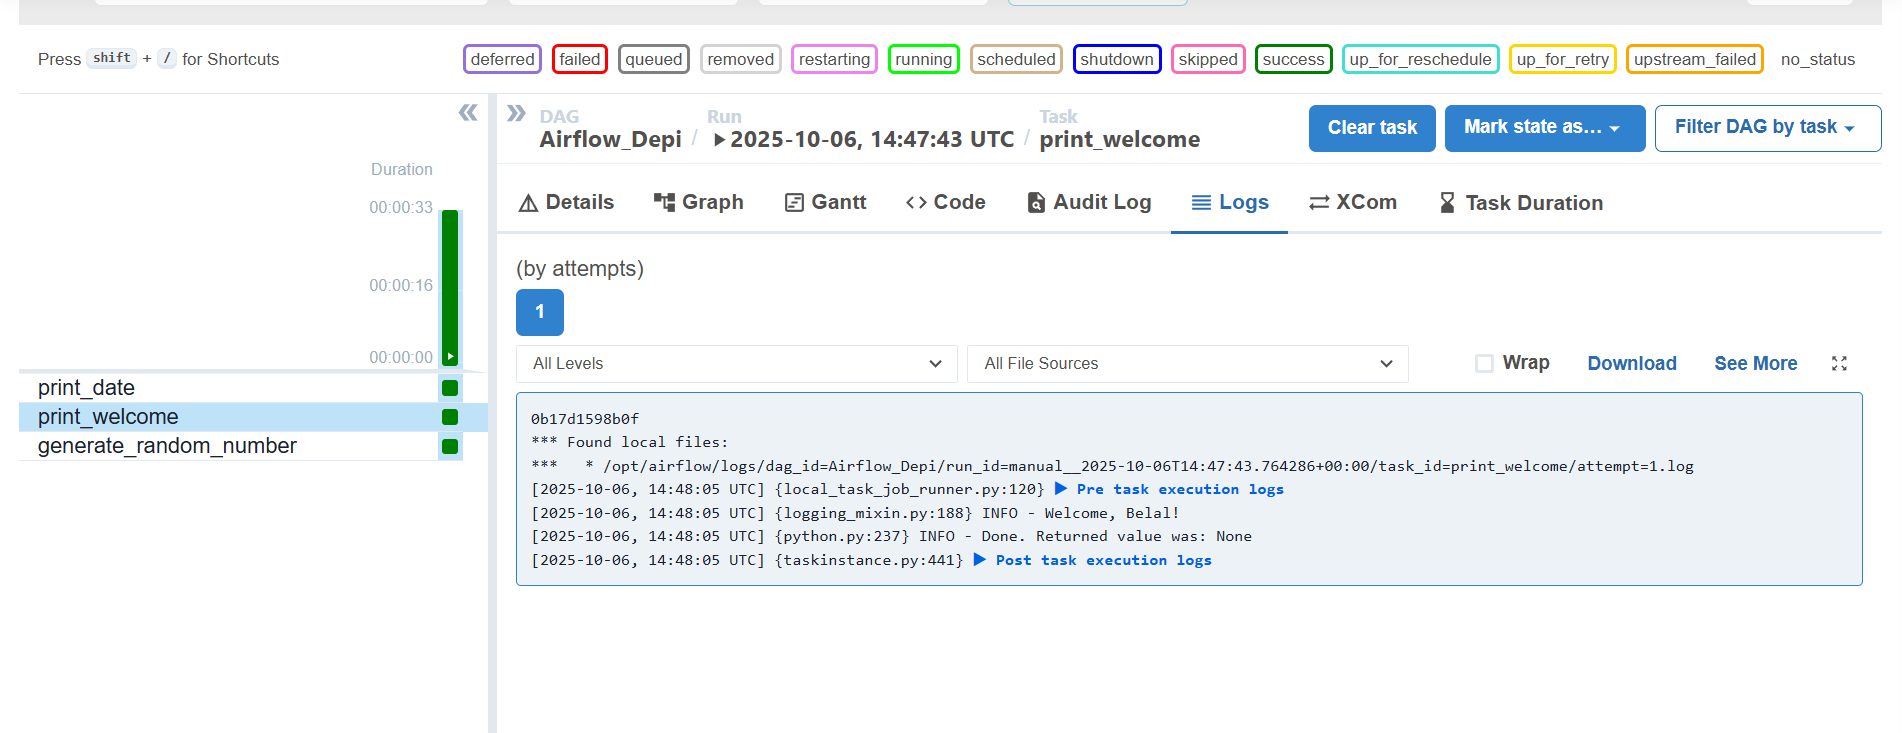 Press shift + / for Shortcuts
deferred failed queued removed restarting running scheduled shutdown skipped success up_for_reschedule up_for_retry upstream_failed no_status
Duration
00:00:33
00:00:16
00:00:00
print_date
print_welcome
generate_random_number
DAG Run Task
Airflow_Depi / 2025-10-06, 14:47:43 UTC / print_welcome
Clear task Mark state as... Filter DAG by task
Details Graph Gantt Code Audit Log Logs XCom Task Duration
(by attempts)
1
All Levels All File Sources Wrap Download See More
0b17d1598b0f
*** Found local files:
***   * /opt/airflow/logs/dag_id=Airflow_Depi/run_id=manual__2025-10-06T14:47:43.764286+00:00/task_id=print_welcome/attempt=1.log
[2025-10-06, 14:48:05 UTC] {local_task_job_runner.py:120} ▶ Pre task execution logs
[2025-10-06, 14:48:05 UTC] {logging_mixin.py:188} INFO - Welcome, Belal!
[2025-10-06, 14:48:05 UTC] {python.py:237} INFO - Done. Returned value was: None
[2025-10-06, 14:48:05 UTC] {taskinstance.py:441} ▶ Post task execution logs